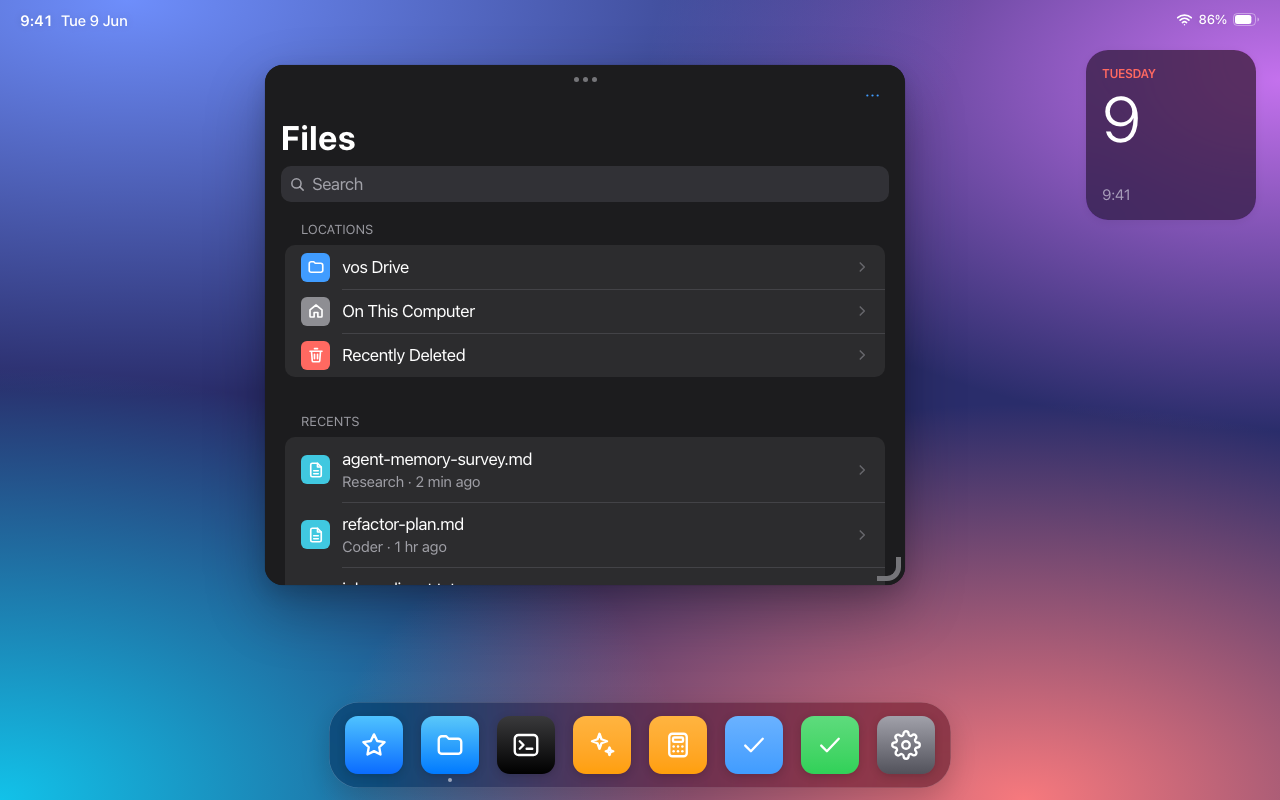 9:41 Tue 9 Jun
86%
TUESDAY
9
9:41
Files
Search
LOCATIONS
vos Drive
On This Computer
Recently Deleted
RECENTS
agent-memory-survey.md
Research · 2 min ago
refactor-plan.md
Coder · 1 hr ago